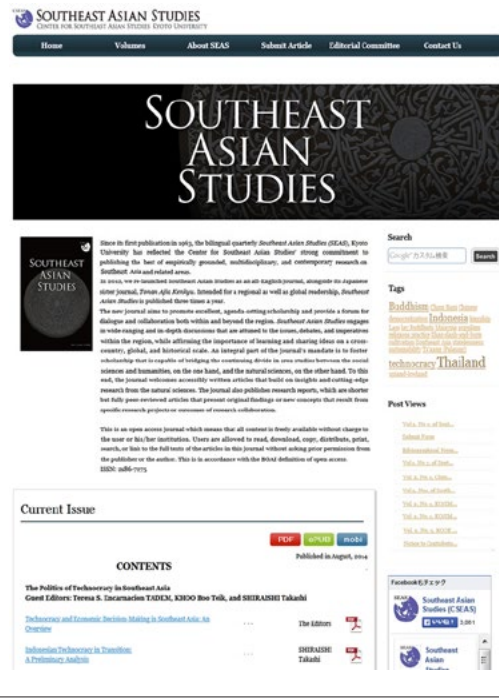 SOUTHEAST ASIAN STUDIES
CENTER FOR SOUTHEAST ASIAN STUDIES KYOTO UNIVERSITY
Home Volumes About SEAS Submit Article Editorial Committee Contact Us
SOUTHEAST
ASIAN
STUDIES
SOUTHEAST
ASIAN
STUDIES
Since its first publication in 1963, the bilingual quarterly Southeast Asian Studies (SEAS), Kyoto
University has reflected the Center for Southeast Asian Studies' strong commitment to
publishing the best of empirically grounded, multidisciplinary, and contemporary research on
Southeast Asia and related areas.
In 2012, we re-launched Southeast Asian Studies as an all-English journal, alongside its Japanese
sister journal, Tonan Ajia Kenkyu. Intended for a regional as well as global readership, Southeast
Asian Studies is published three times a year.
The new journal aims to promote excellent, agenda-setting scholarship and provide a forum for
dialogue and collaboration both within and beyond the region. Southeast Asian Studies engages
in wide-ranging and in-depth discussions that are attuned to the issues, debates, and imperatives
within the region, while affirming the importance of learning and sharing ideas on a cross-
country, global, and historical scale. An integral part of the journal's mandate is to foster
scholarship that is capable of bridging the continuing divide in area studies between the social
sciences and humanities, on the one hand, and the natural sciences, on the other hand. To this
end, the journal welcomes accessibly written articles that build on insights and cutting-edge
research from the natural sciences. The journal also publishes research reports, which are shorter
but fully peer-reviewed articles that present original findings or new concepts that result from
specific research projects or outcomes of research collaboration.
This is an open access journal which means that all content is freely available without charge to
the user or his/her institution. Users are allowed to read, download, copy, distribute, print,
search, or link to the full texts of the articles in this journal without asking prior permission from
the publisher or the author. This is in accordance with the BOAI definition of open access.
ISSN: 2186-7275
Search
Google カスタム検索 Search
Tags
Buddhism
Indonesia
technocracy Thailand
Post Views
Submit Form
Current Issue
PDF ePUB mobi
Published in August, 2014
CONTENTS
The Politics of Technocracy in Southeast Asia
Guest Editors: Teresa S. Encarnacion TADEM, KHOO Boo Teik, and SHIRAISHI Takashi
Technocracy and Economic Decision-Making in Southeast Asia: An
Overview ... The Editors
Indonesian Technocracy in Transition:
A Preliminary Analysis ... SHIRAISHI
Takashi
Facebookもチェック
Southeast Asian
Studies (CSEAS)
いいね!
Southeast
Asian